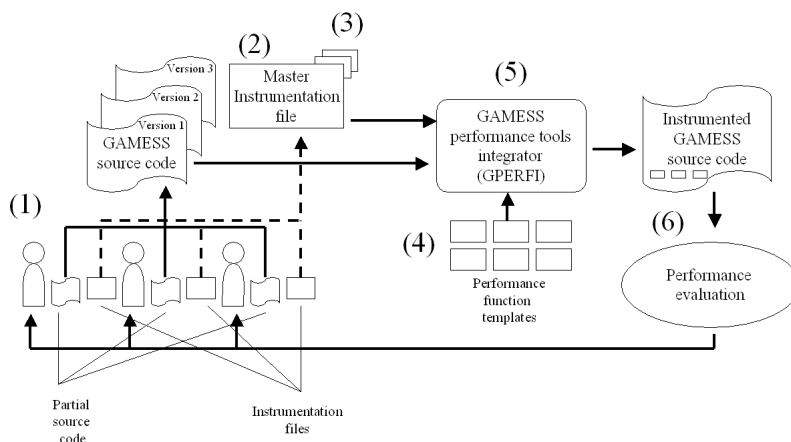 (3)
(2)
Version 3
Master
Instrumentation
file
(5)
Version 2
Version 1
GAMESS
source code
GAMESS
performance tools
integrator
(GPERFI)
Instrumented
GAMESS
source code
(1)
(4)
(6)
Performance
function
templates
Performance
evaluation
Partial
source
code
Instrumentation
files